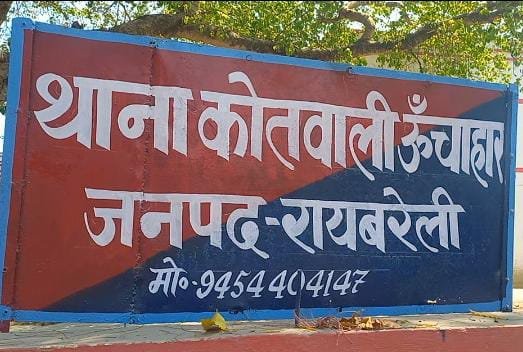 थाना कोतवाली ऊँचाहार
जनपद-रायबरेली
मो०-9454404147